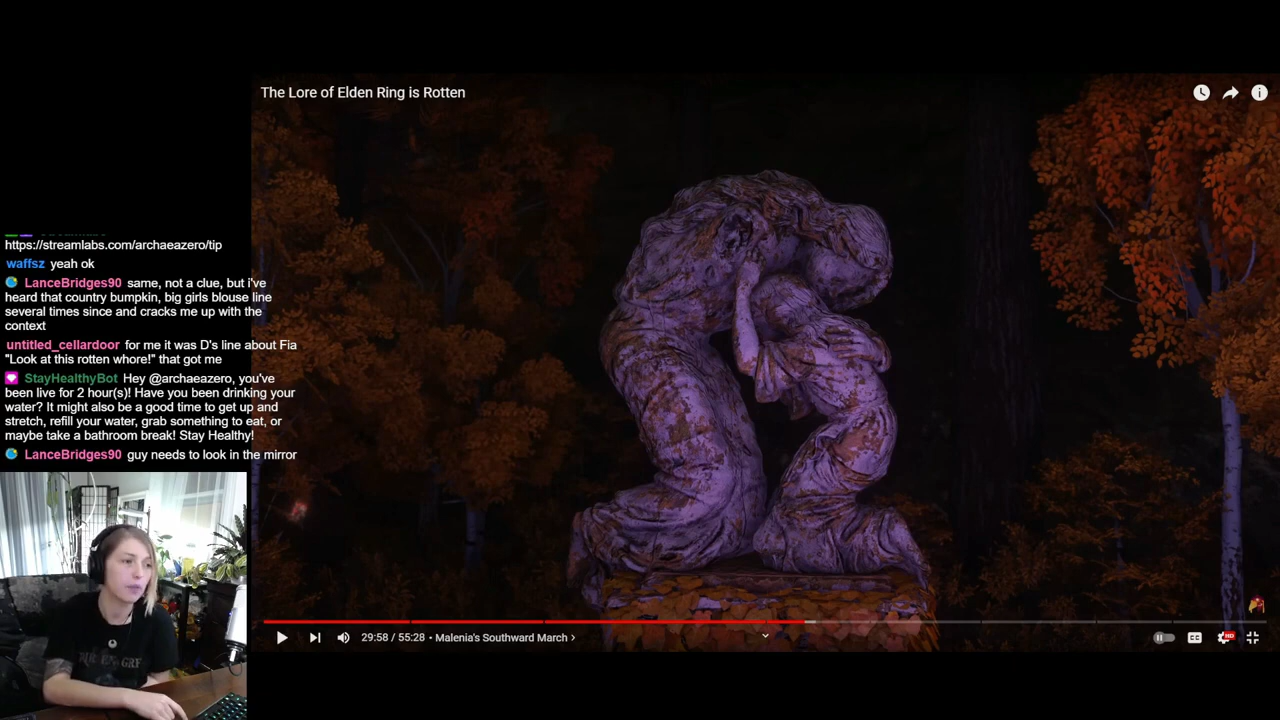 The Lore of Elden Ring is Rotten
https://streamlabs.com/archaeazero/tip
waffsz yeah ok
LanceBridges90 same, not a clue, but i've
heard that country bumpkin, big girls blouse line
several times since and cracks me up with the
context
untitled_cellardoor for me it was D's line about Fia
"Look at this rotten whore!" that got me
StayHealthyBot Hey @archaeazero, you've
been live for 2 hour(s)! Have you been drinking your
water? It might also be a good time to get up and
stretch, refill your water, grab something to eat, or
maybe take a bathroom break! Stay Healthy!
LanceBridges90 guy needs to look in the mirror
29:58 / 55:28 • Malenia's Southward March >
CC
HD